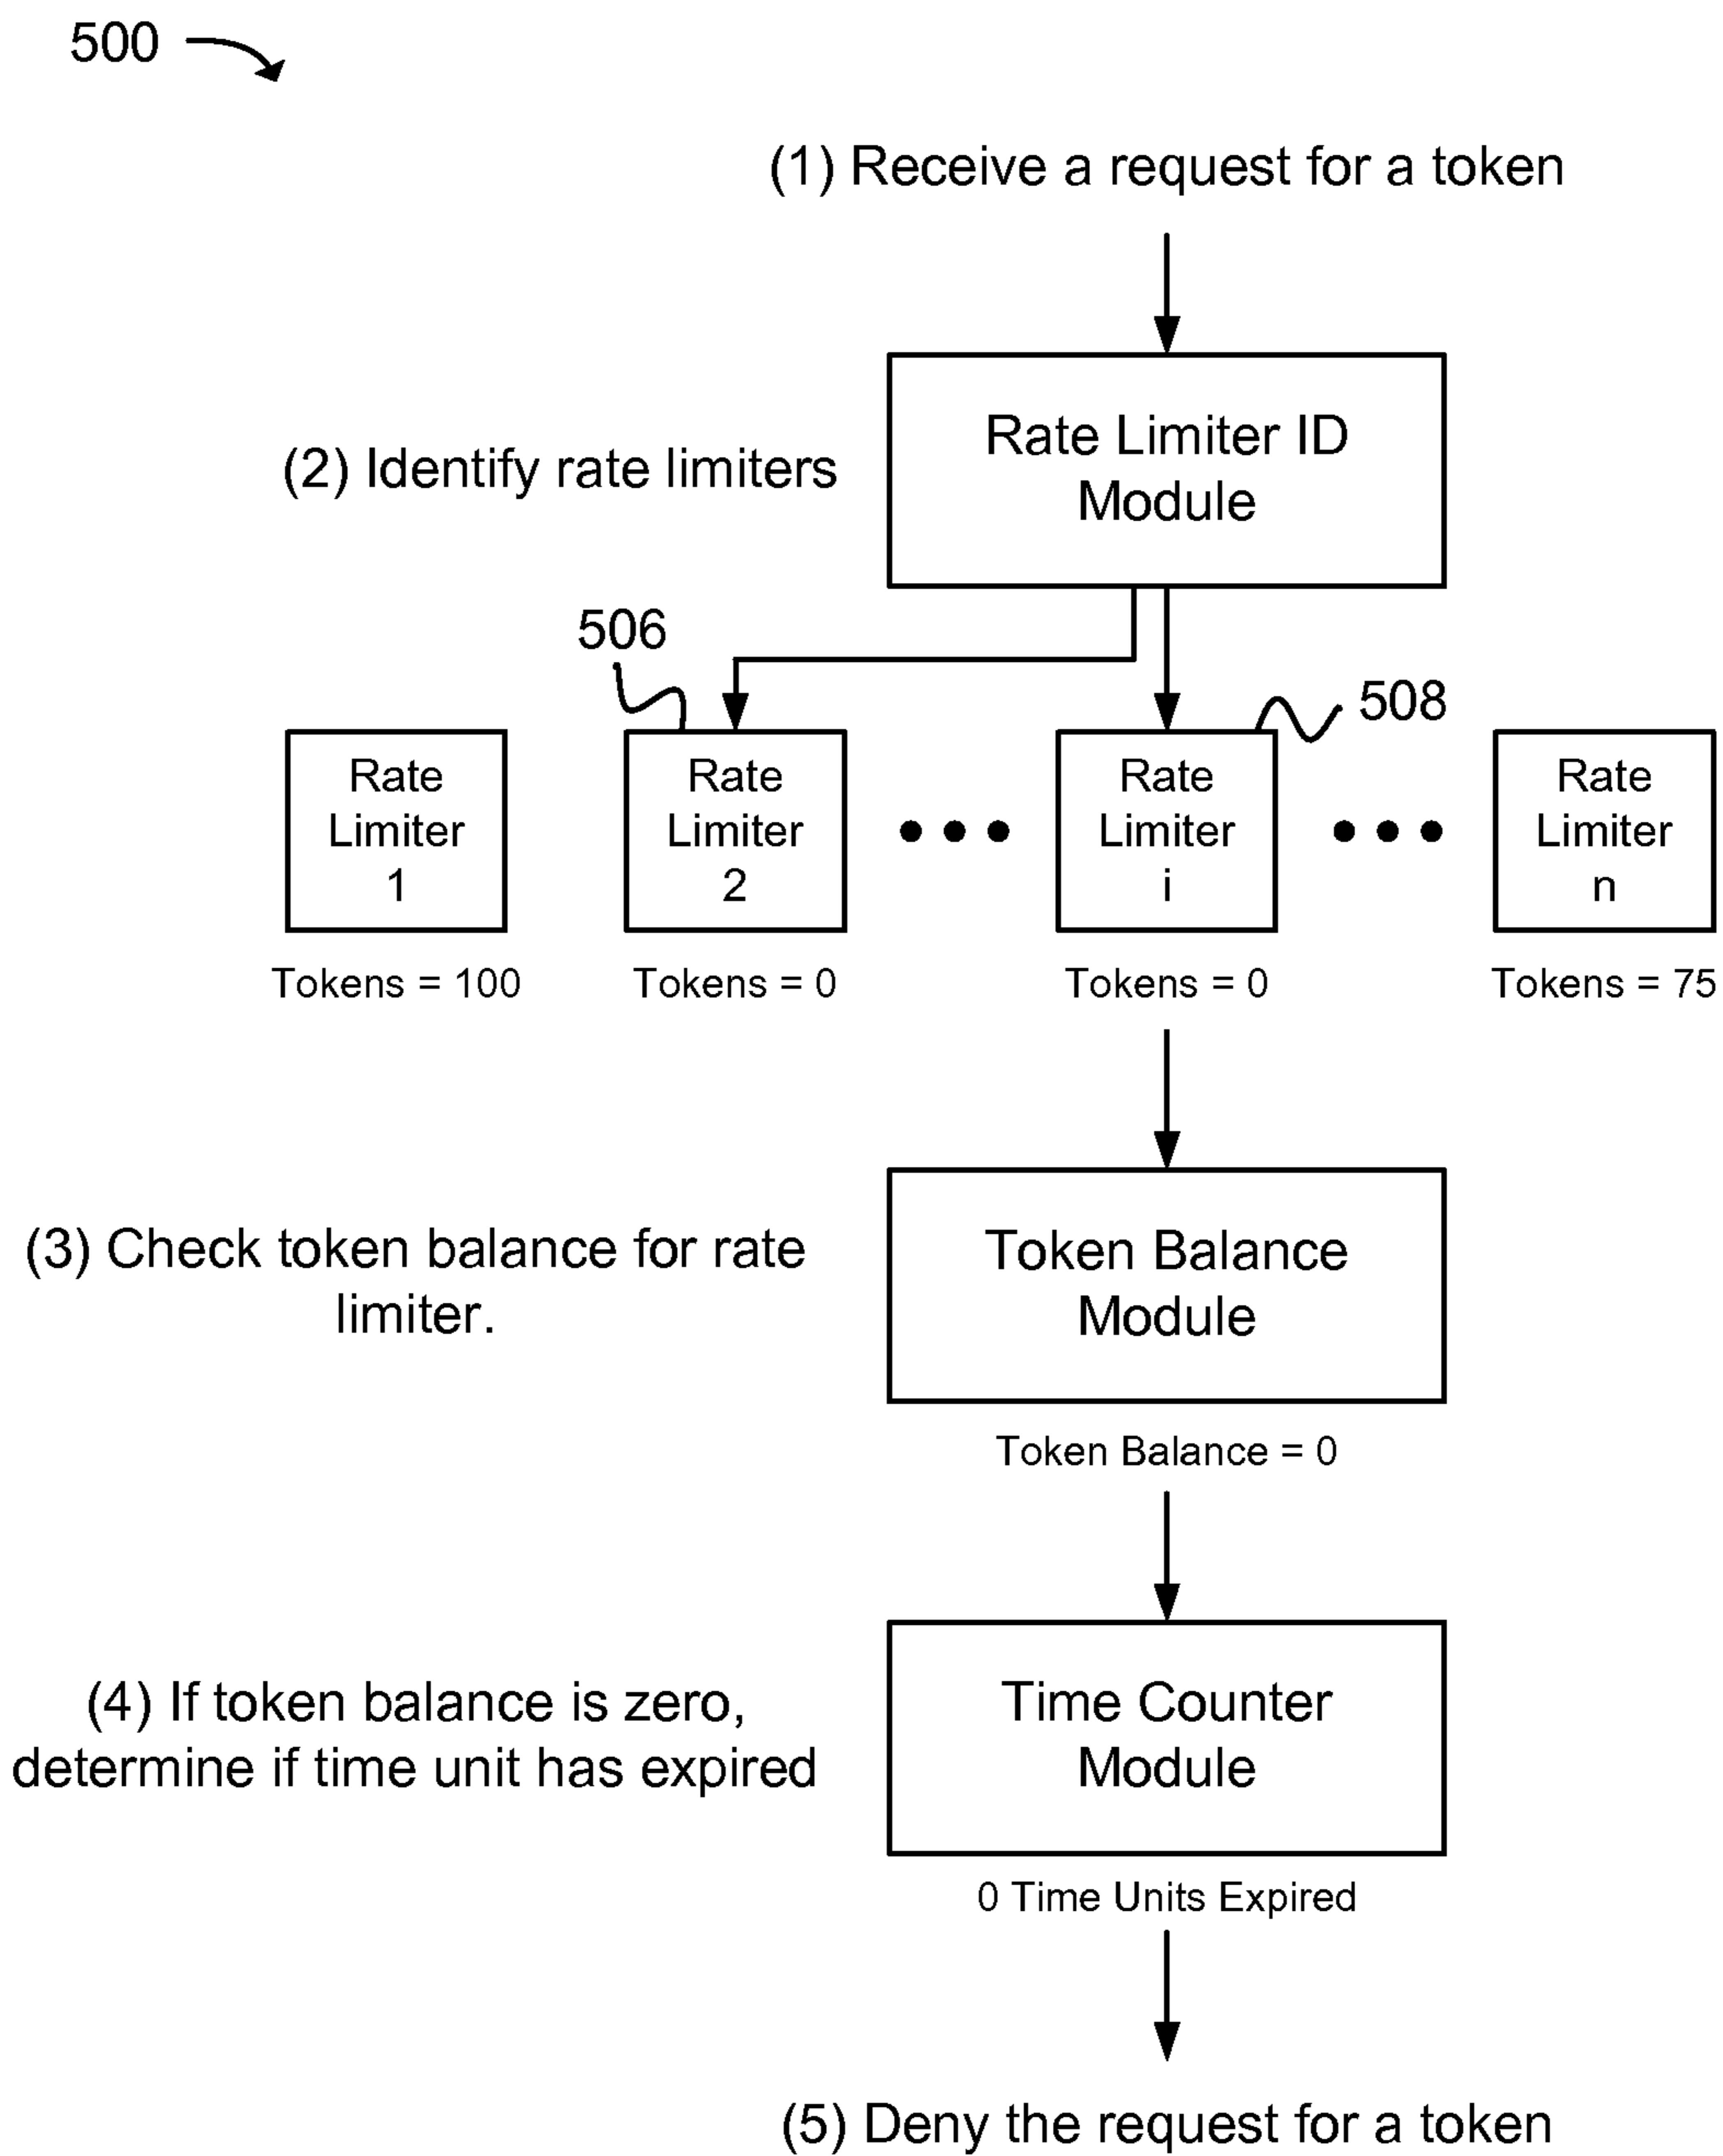 500
(1) Receive a request for a token
(2) Identify rate limiters
Rate Limiter ID
Module
506
508
Rate
Limiter
1
Rate
Limiter
2
Rate
Limiter
i
Rate
Limiter
n
Tokens = 100
Tokens = 0
Tokens = 0
Tokens = 75
(3) Check token balance for rate
limiter.
Token Balance
Module
Token Balance = 0
(4) If token balance is zero,
determine if time unit has expired
Time Counter
Module
0 Time Units Expired
(5) Deny the request for a token